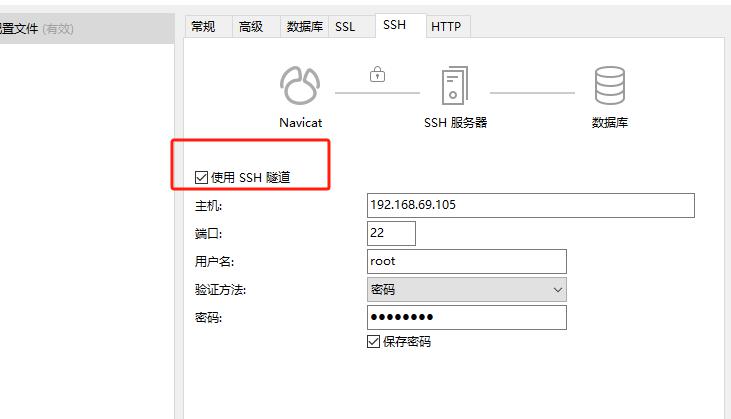 置文件 (有效)
常规 高级 数据库 SSL SSH HTTP
Navicat SSH 服务器 数据库
使用 SSH 隧道
主机: 192.168.69.105
端口: 22
用户名: root
验证方法: 密码
密码: ●●●●●●●●
保存密码